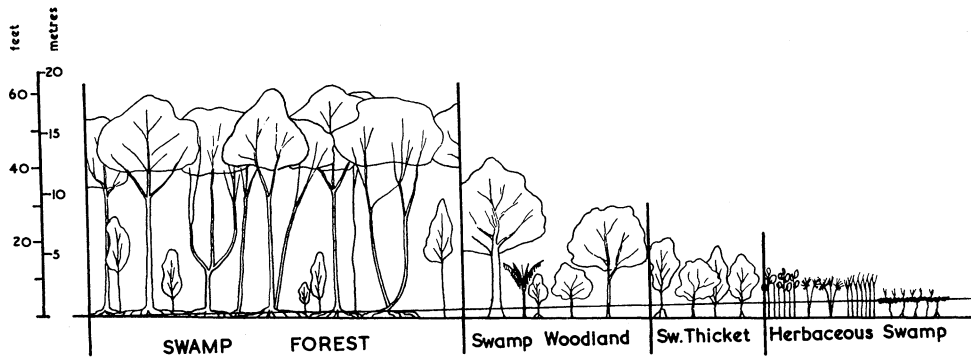 feet
metres
20
60
15
40
10
20
5
SWAMP FOREST
Swamp Woodland
Sw. Thicket
Herbaceous Swamp